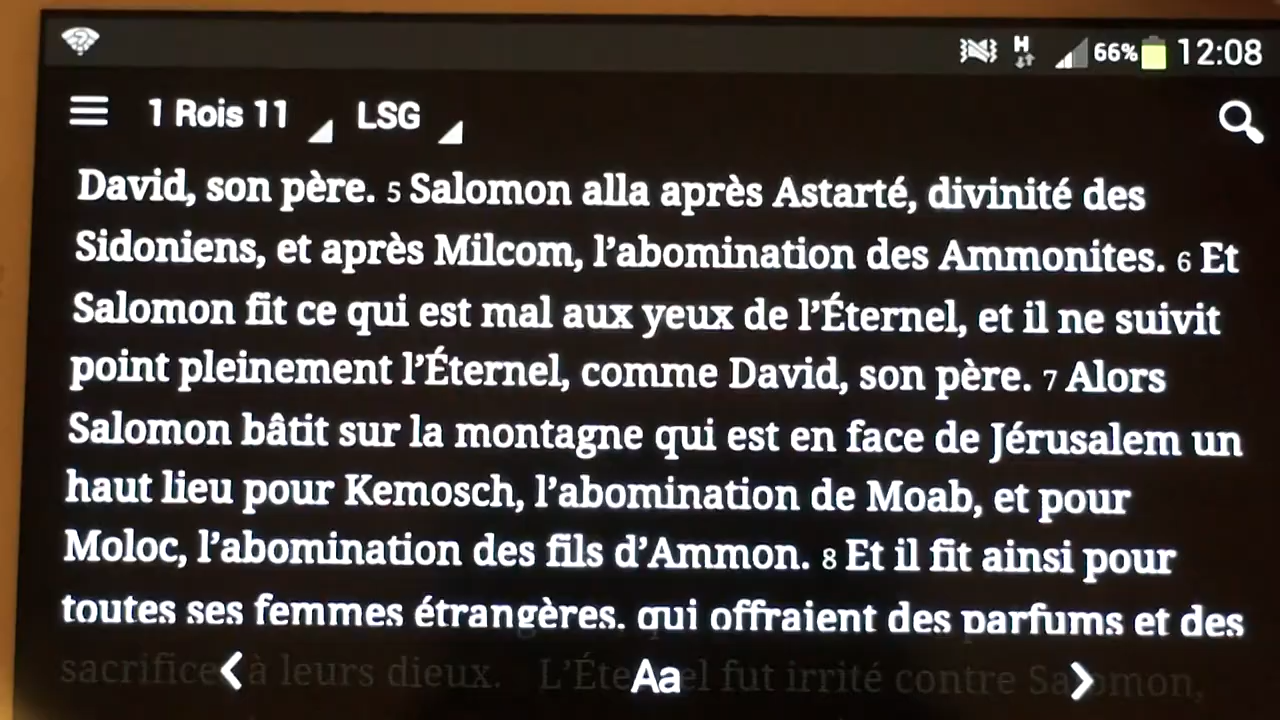 H 66% 12:08
1 Rois 11 LSG
David, son père. 5 Salomon alla après Astarté, divinité des
Sidoniens, et après Milcom, l’abomination des Ammonites. 6 Et
Salomon fit ce qui est mal aux yeux de l’Éternel, et il ne suivit
point pleinement l’Éternel, comme David, son père. 7 Alors
Salomon bâtit sur la montagne qui est en face de Jérusalem un
haut lieu pour Kemosch, l’abomination de Moab, et pour
Moloc, l’abomination des fils d’Ammon. 8 Et il fit ainsi pour
toutes ses femmes étrangères, qui offraient des parfums et des
sacrifice à leurs dieux. L’Éte el fut irrité contre Sa omon,
Aa